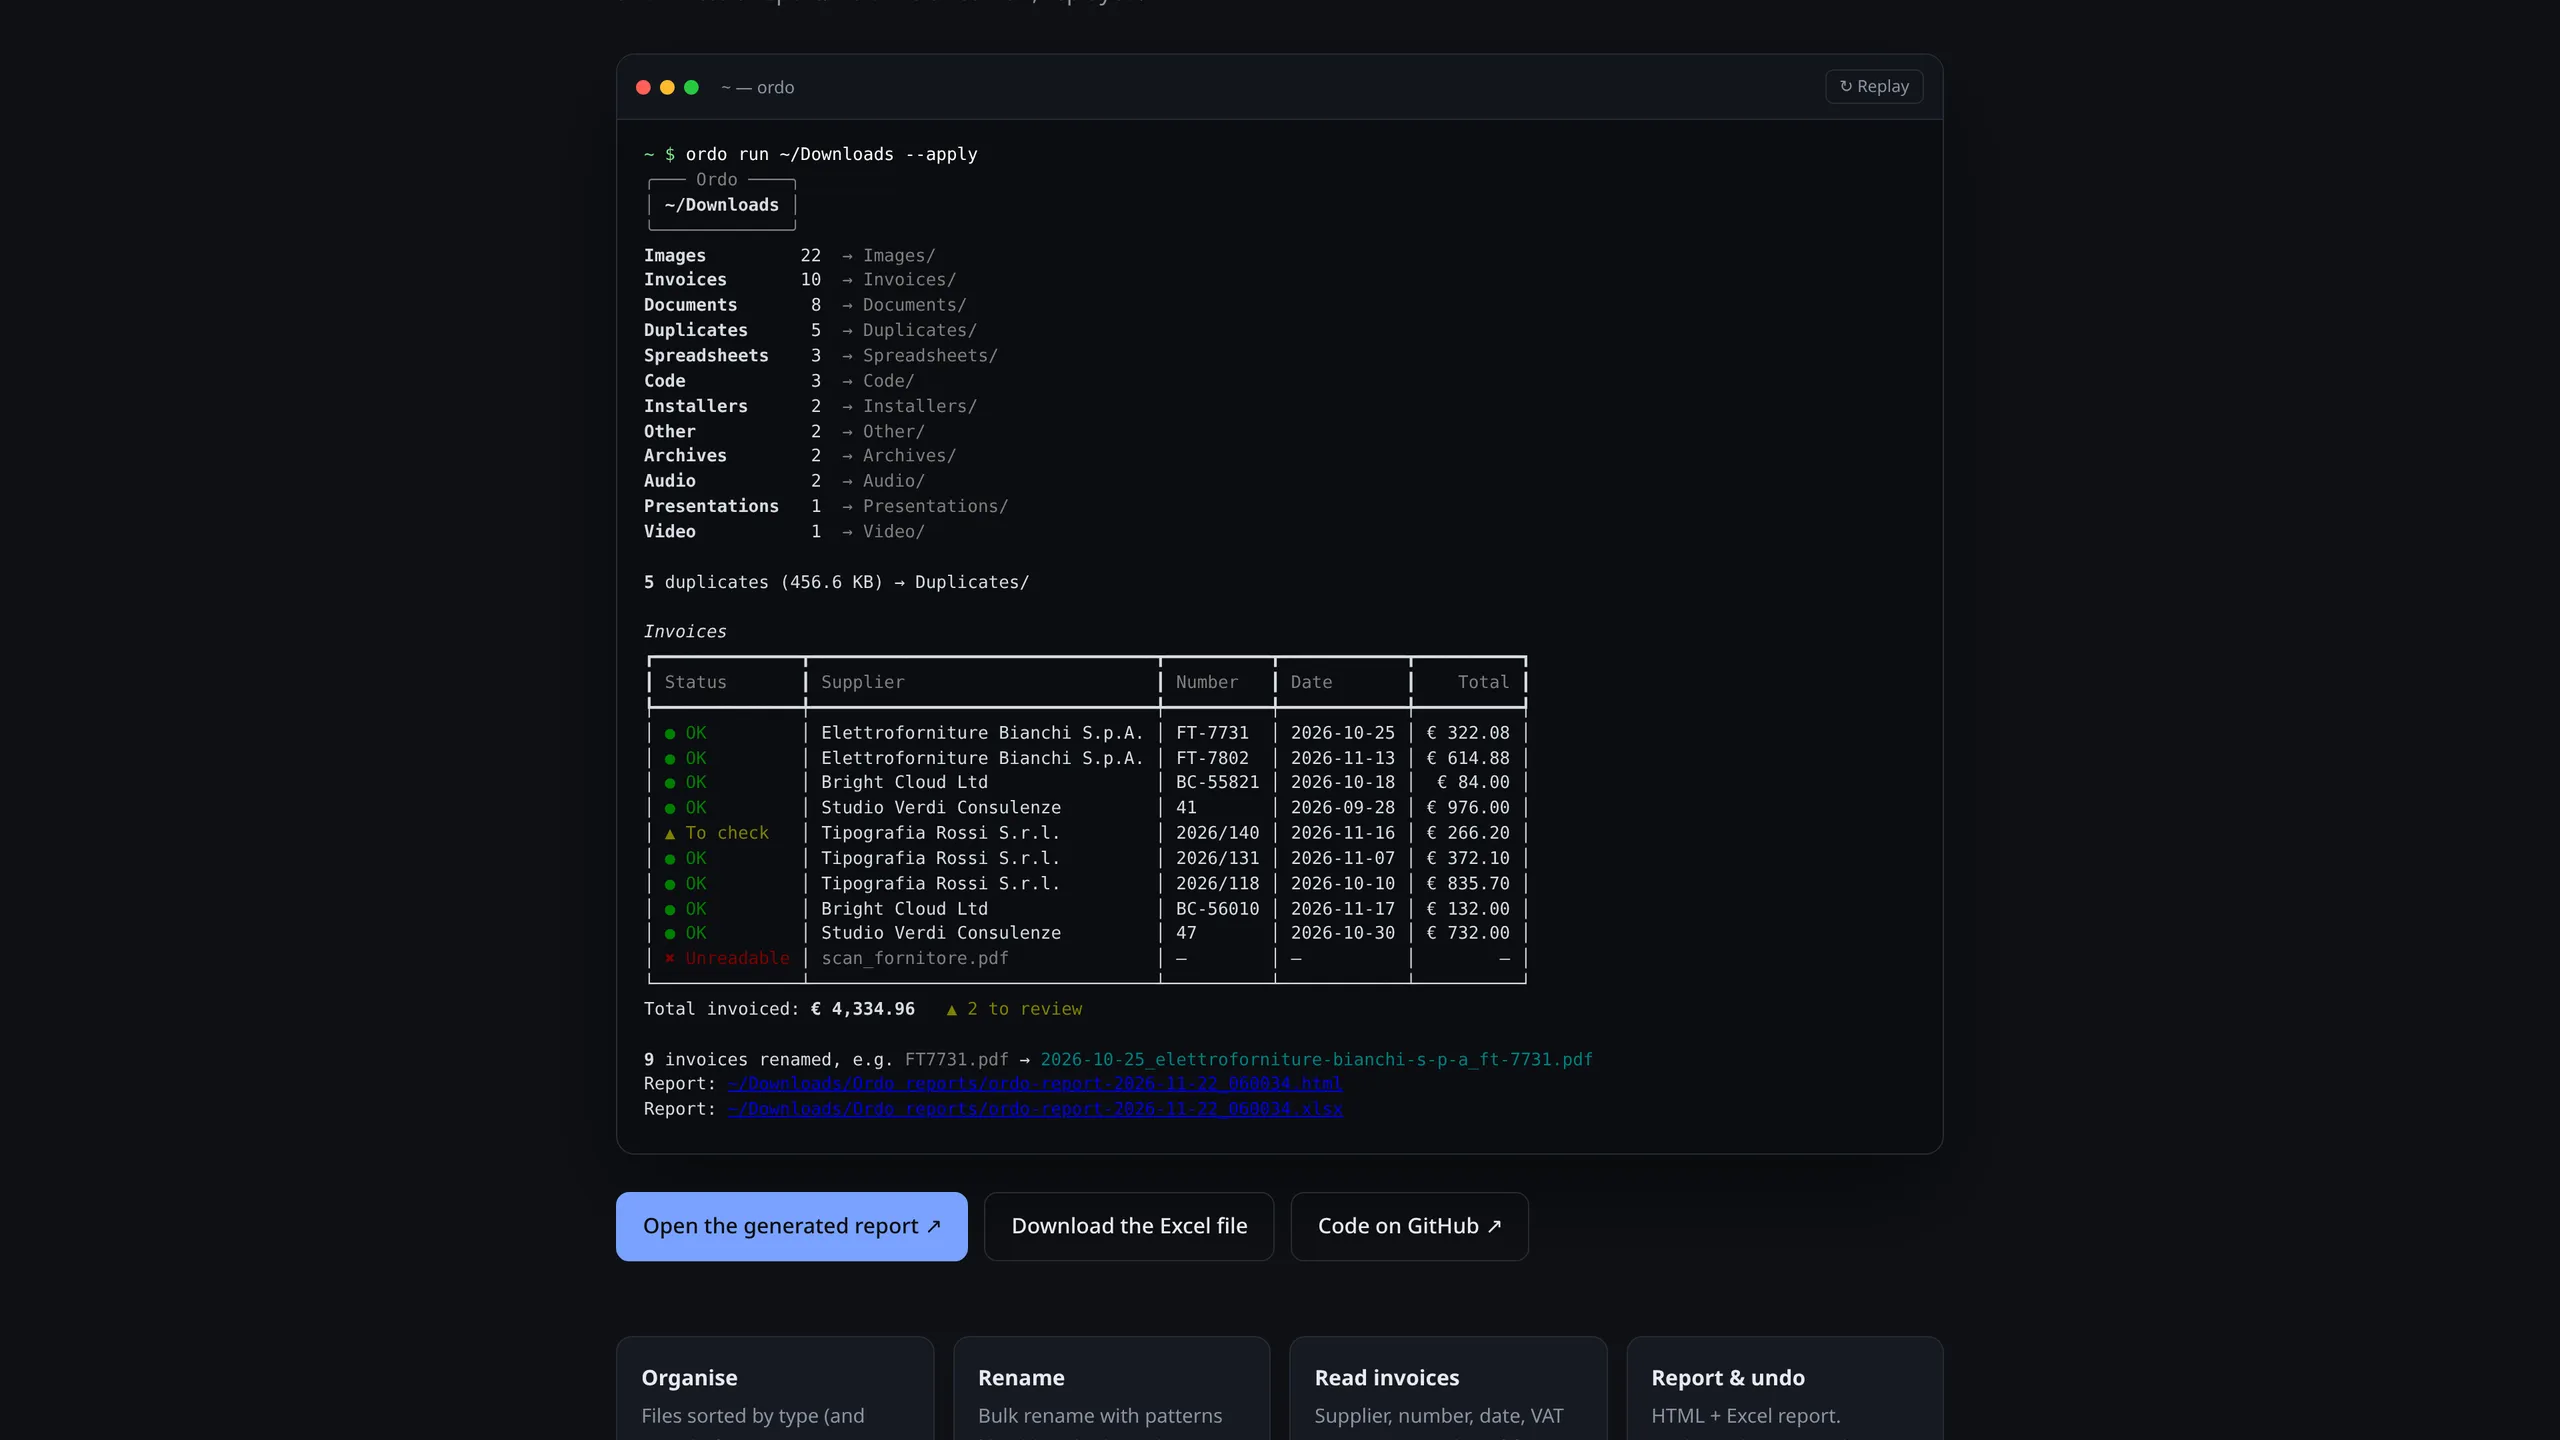 ~ — ordo
↻ Replay
~ $ ordo run ~/Downloads --apply
Ordo
~/Downloads
Images 22 → Images/
Invoices 10 → Invoices/
Documents 8 → Documents/
Duplicates 5 → Duplicates/
Spreadsheets 3 → Spreadsheets/
Code 3 → Code/
Installers 2 → Installers/
Other 2 → Other/
Archives 2 → Archives/
Audio 2 → Audio/
Presentations 1 → Presentations/
Video 1 → Video/
5 duplicates (456.6 KB) → Duplicates/
Invoices
Status Supplier Number Date Total
● OK Elettroforniture Bianchi S.p.A. FT-7731 2026-10-25 € 322.08
● OK Elettroforniture Bianchi S.p.A. FT-7802 2026-11-13 € 614.88
● OK Bright Cloud Ltd BC-55821 2026-10-18 € 84.00
● OK Studio Verdi Consulenze 41 2026-09-28 € 976.00
▲ To check Tipografia Rossi S.r.l. 2026/140 2026-11-16 € 266.20
● OK Tipografia Rossi S.r.l. 2026/131 2026-11-07 € 372.10
● OK Tipografia Rossi S.r.l. 2026/118 2026-10-10 € 835.70
● OK Bright Cloud Ltd BC-56010 2026-11-17 € 132.00
● OK Studio Verdi Consulenze 47 2026-10-30 € 732.00
✖ Unreadable scan_fornitore.pdf — — —
Total invoiced: € 4,334.96 ▲ 2 to review
9 invoices renamed, e.g. FT7731.pdf → 2026-10-25_elettroforniture-bianchi-s-p-a_ft-7731.pdf
Report: ~/Downloads/Ordo reports/ordo-report-2026-11-22_060034.html
Report: ~/Downloads/Ordo reports/ordo-report-2026-11-22_060034.xlsx
Open the generated report ↗
Download the Excel file
Code on GitHub ↗
Organise
Files sorted by type (and
Rename
Bulk rename with patterns
Read invoices
Supplier, number, date, VAT
Report & undo
HTML + Excel report.